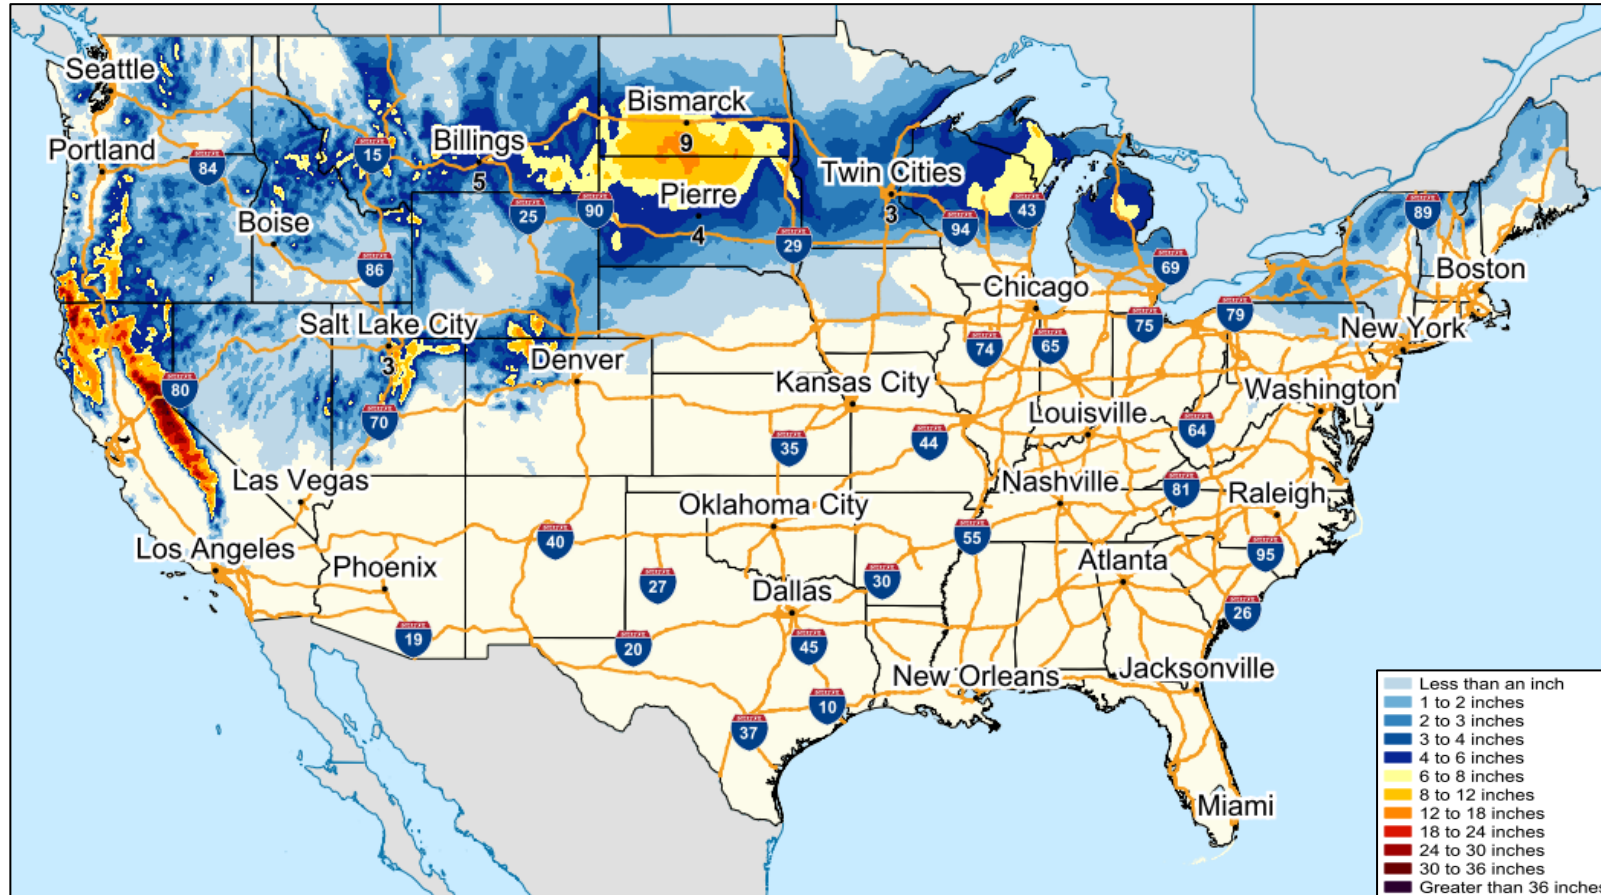 Seattle
Portland
84
15
Billings
5
Bismarck
9
Pierre
4
Twin Cities
3
Boise
86
25
90
29
94
43
69
89
Boston
Chicago
Salt Lake City
3
Denver
80
70
74
65
75
79
New York
Kansas City
Washington
Louisville
35
44
64
Las Vegas
Nashville
81
Raleigh
Oklahoma City
Los Angeles
Phoenix
40
55
95
27
30
Atlanta
Dallas
26
19
20
45
New Orleans
Jacksonville
10
37
Miami
Less than an inch
1 to 2 inches
2 to 3 inches
3 to 4 inches
4 to 6 inches
6 to 8 inches
8 to 12 inches
12 to 18 inches
18 to 24 inches
24 to 30 inches
30 to 36 inches
Greater than 36 inches